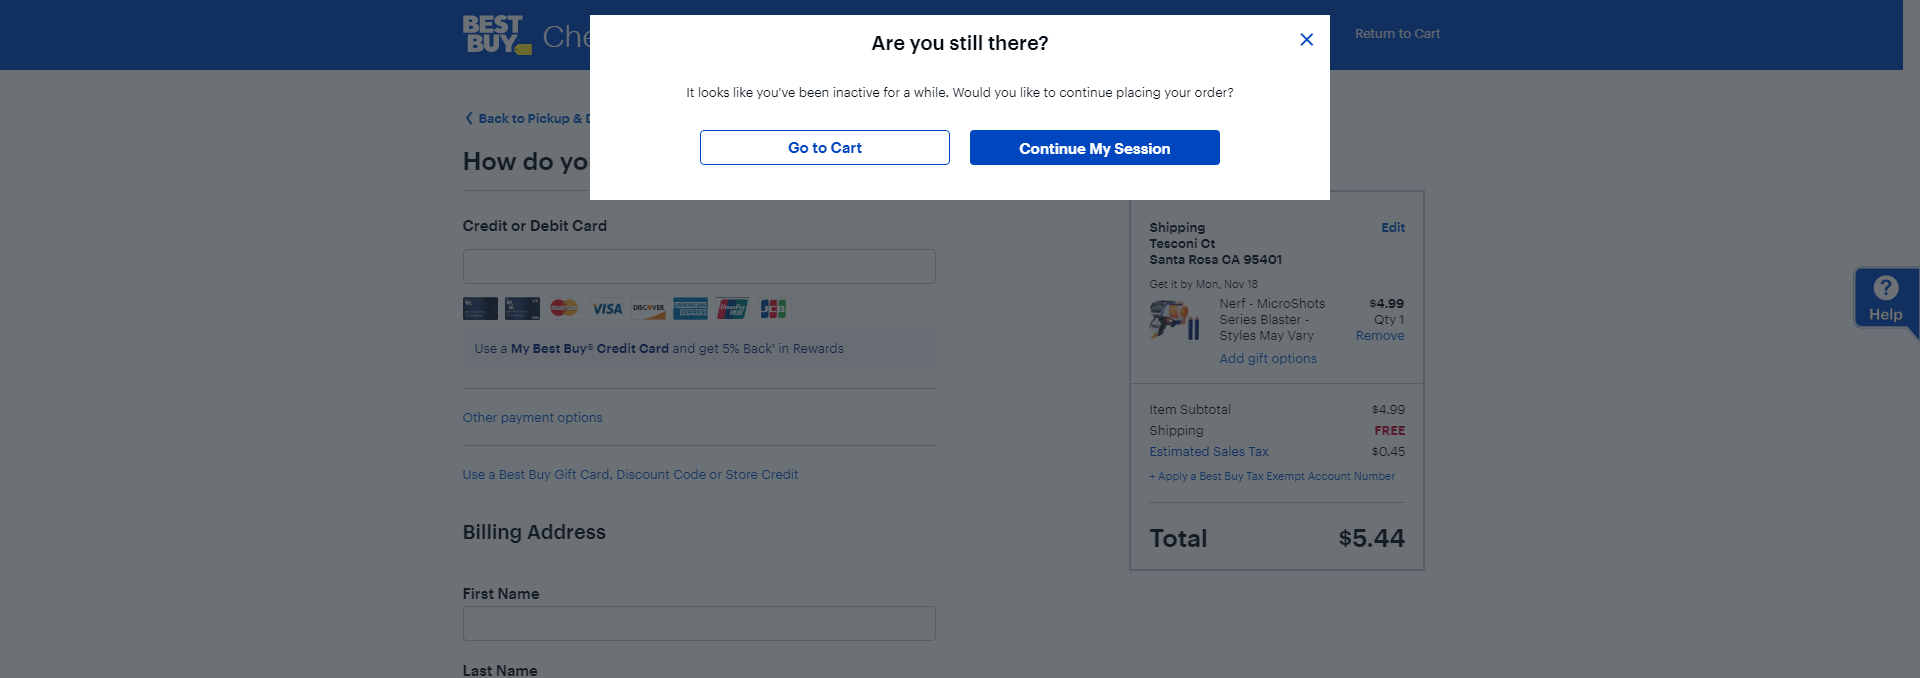 BEST
BUY
Che
Return to Cart
Are you still there?
It looks like you've been inactive for a while. Would you like to continue placing your order?
Go to Cart
Continue My Session
Back to Pickup &
How do yo
Credit or Debit Card
VISA
DISCOVER
AMERICAN
EXPRESS
UnionPay
JCB
Use a My Best Buy® Credit Card and get 5% Back¹ in Rewards
Other payment options
Use a Best Buy Gift Card, Discount Code or Store Credit
Billing Address
First Name
Last Name
Shipping
Edit
Tesconi Ct
Santa Rosa CA 95401
Get it by Mon, Nov 18
Nerf - MicroShots $4.99
Series Blaster - Qty 1
Styles May Vary Remove
Add gift options
Item Subtotal $4.99
Shipping FREE
Estimated Sales Tax $0.45
+ Apply a Best Buy Tax Exempt Account Number
Total $5.44
?
Help